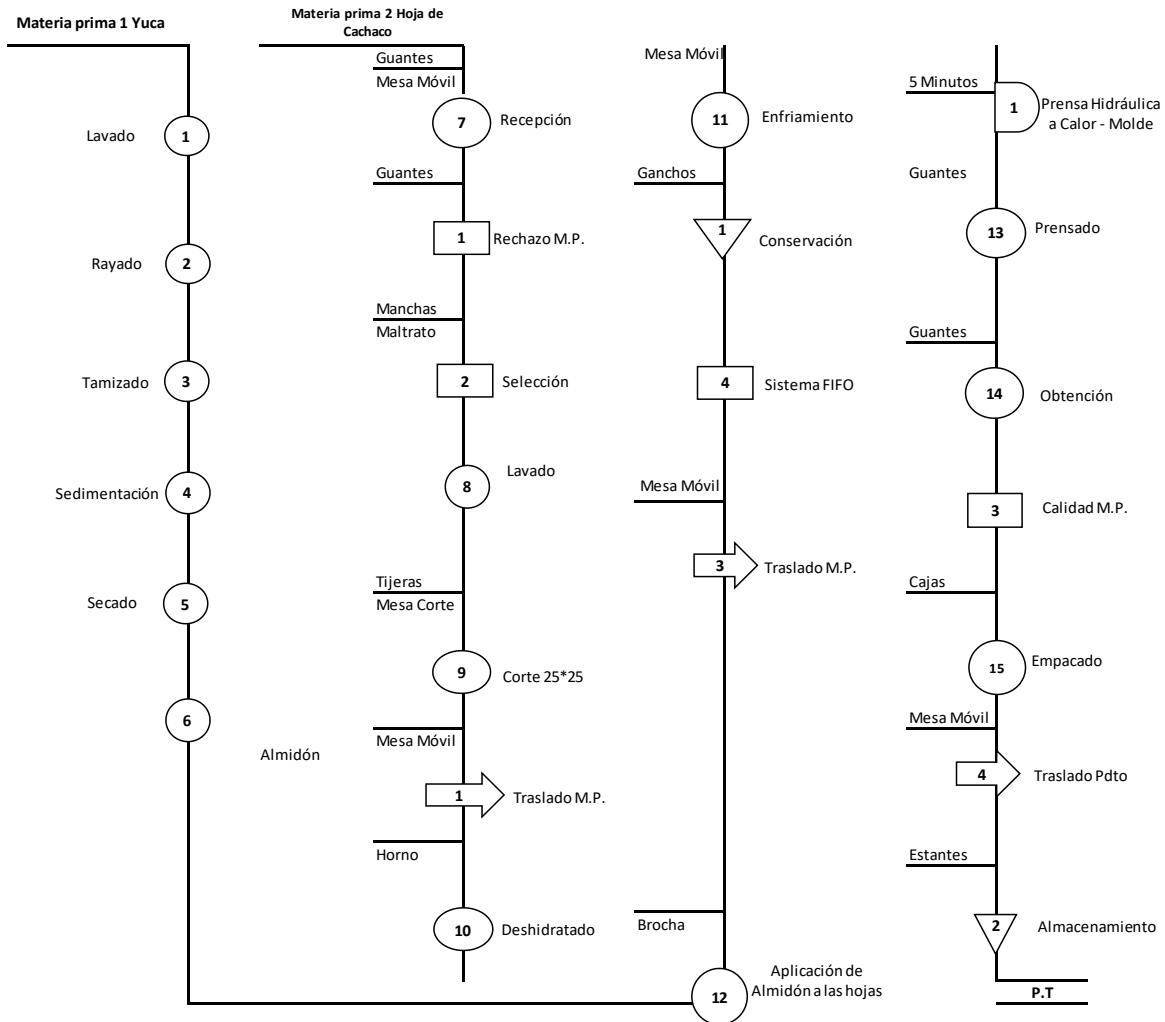 Materia prima 1 Yuca
Lavado
1
Rayado
2
Tamizado
3
Sedimentación
4
Secado
5
6
Almidón
Materia prima 2 Hoja de
Cachaco
Guantes
Mesa Móvil
7
Recepción
Guantes
1
Rechazo M.P.
Manchas
Maltrato
2
Selección
8
Lavado
Tijeras
Mesa Corte
9
Corte 25*25
Mesa Móvil
1
Traslado M.P.
Horno
10
Deshidratado
Mesa Móvil
11
Enfriamiento
Ganchos
1
Conservación
4
Sistema FIFO
Mesa Móvil
3
Traslado M.P.
Brocha
12
Aplicación de
Almidón a las hojas
5 Minutos
1
Prensa Hidráulica
a Calor - Molde
Guantes
13
Prensado
Guantes
14
Obtención
3
Calidad M.P.
Cajas
15
Empacado
Mesa Móvil
4
Traslado Pdto
Estantes
2
Almacenamiento
P.T